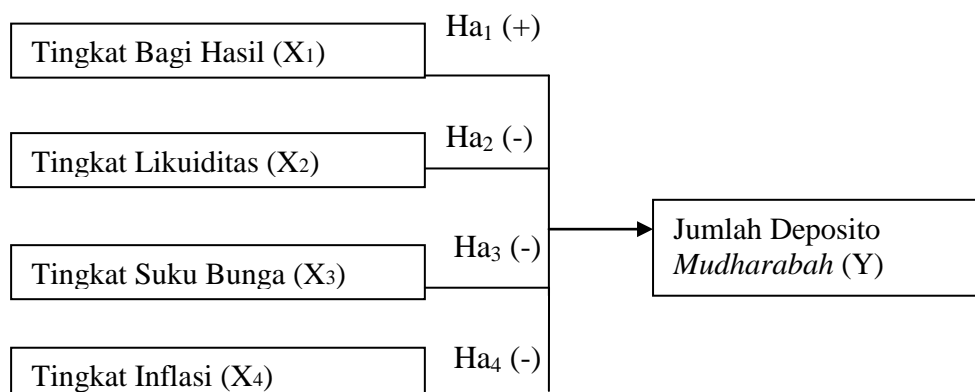 Ha₁ (+)
Tingkat Bagi Hasil (X₁)
Ha₂ (-)
Tingkat Likuiditas (X₂)
Jumlah Deposito
Mudharabah (Y)
Ha₃ (-)
Tingkat Suku Bunga (X₃)
Ha₄ (-)
Tingkat Inflasi (X₄)